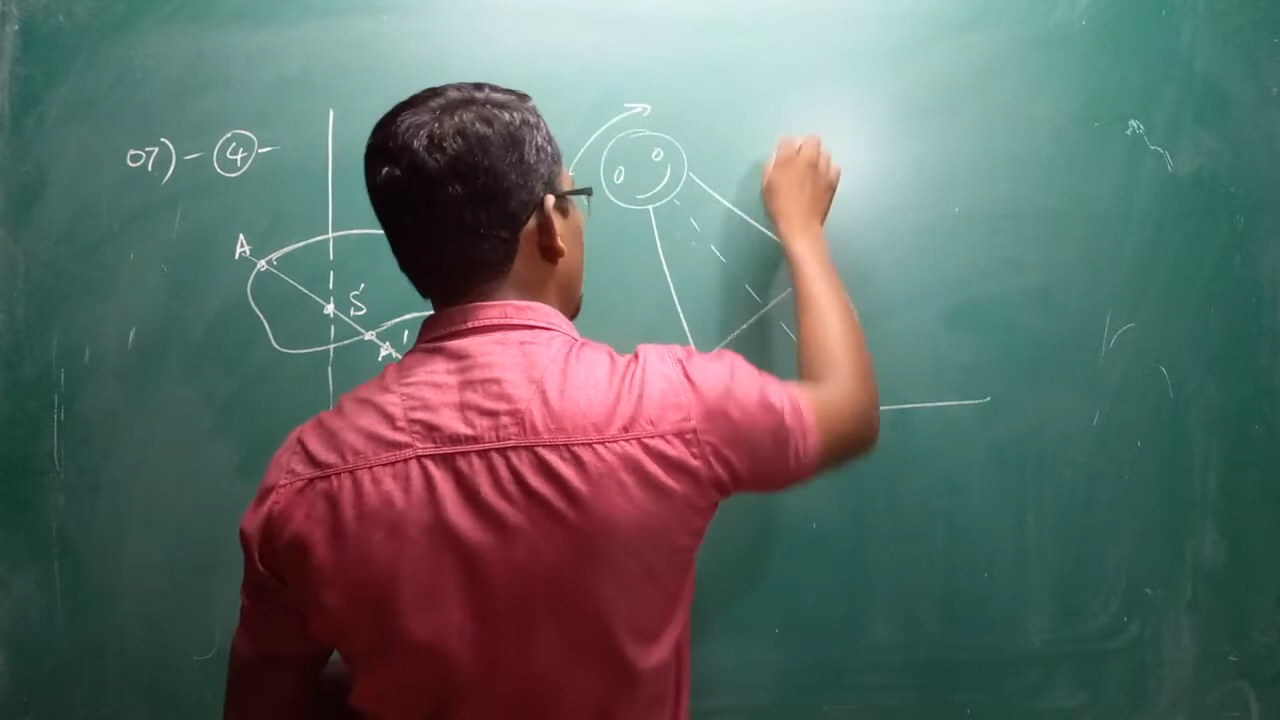 07) - ④ -
A
S'
A'